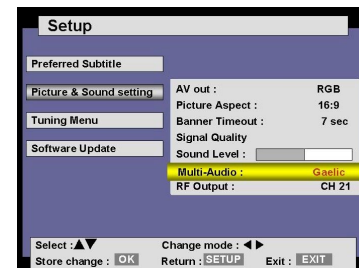 Setup
Preferred Subtitle
Picture & Sound setting
Tuning Menu
Software Update
AV out : RGB
Picture Aspect : 16:9
Banner Timeout : 7 sec
Signal Quality
Sound Level :
Multi-Audio : Gaelic
RF Output : CH 21
Select :▲▼ Change mode : ◀ ▶
Store change : OK Return : SETUP Exit : EXIT